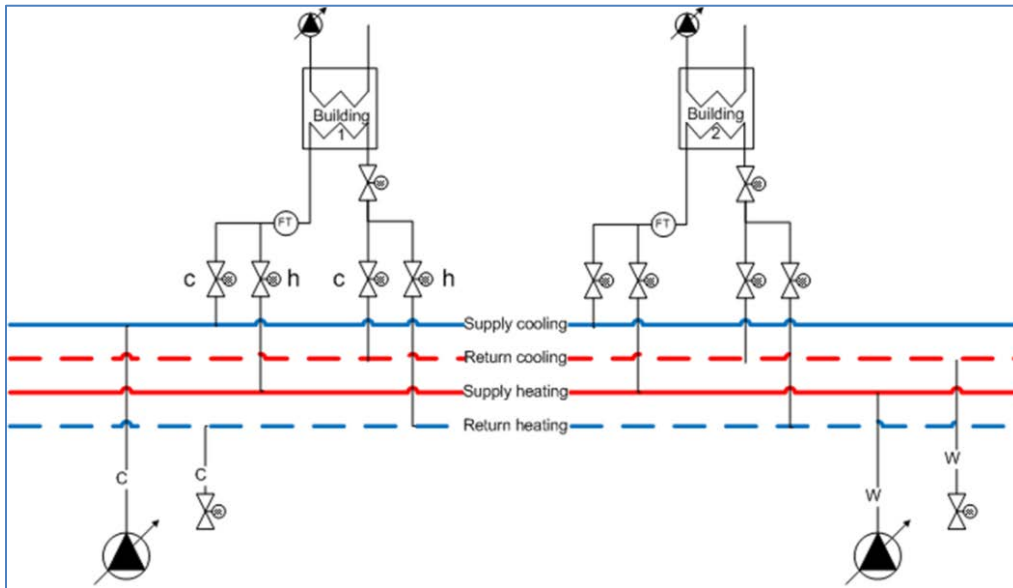 Building
1
Building
2
FT
FT
c
h
c
h
Supply cooling
Return cooling
Supply heating
Return heating
C
C
W
W